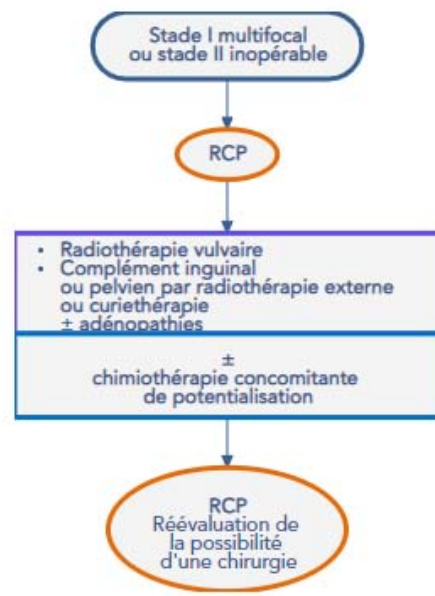 Stade I multifocal
ou stade II inopérable
RCP
• Radiothérapie vulvaire
• Complément inguinal
ou pelvien par radiothérapie externe
ou curiethérapie
± adénopathies
±
chimiothérapie concomitante
de potentialisation
RCP
Réévaluation de
la possibilité
d'une chirurgie